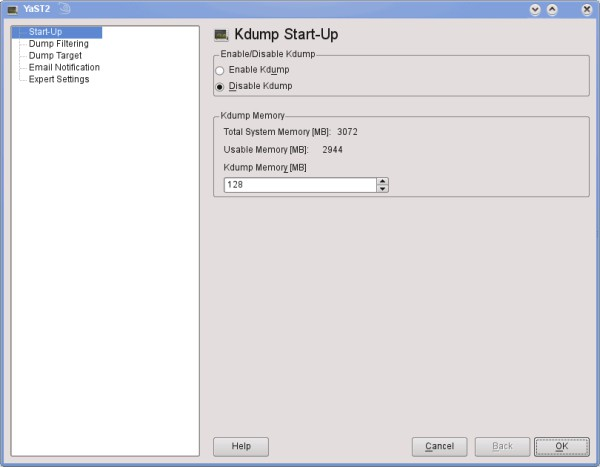 YaST2
Start-Up
Dump Filtering
Dump Target
Email Notification
Expert Settings
Kdump Start-Up
Enable/Disable Kdump
Enable Kdump
Disable Kdump
Kdump Memory
Total System Memory [MB]: 3072
Usable Memory [MB]: 2944
Kdump Memory [MB]
128
Help
Cancel
Back
OK